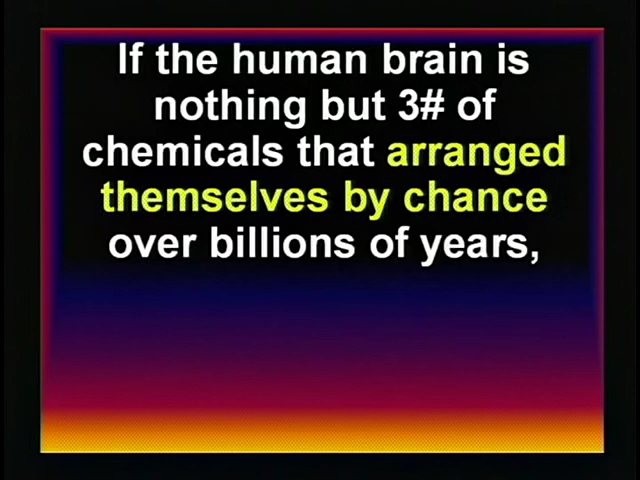 If the human brain is
nothing but 3# of
chemicals that arranged
themselves by chance
over billions of years,